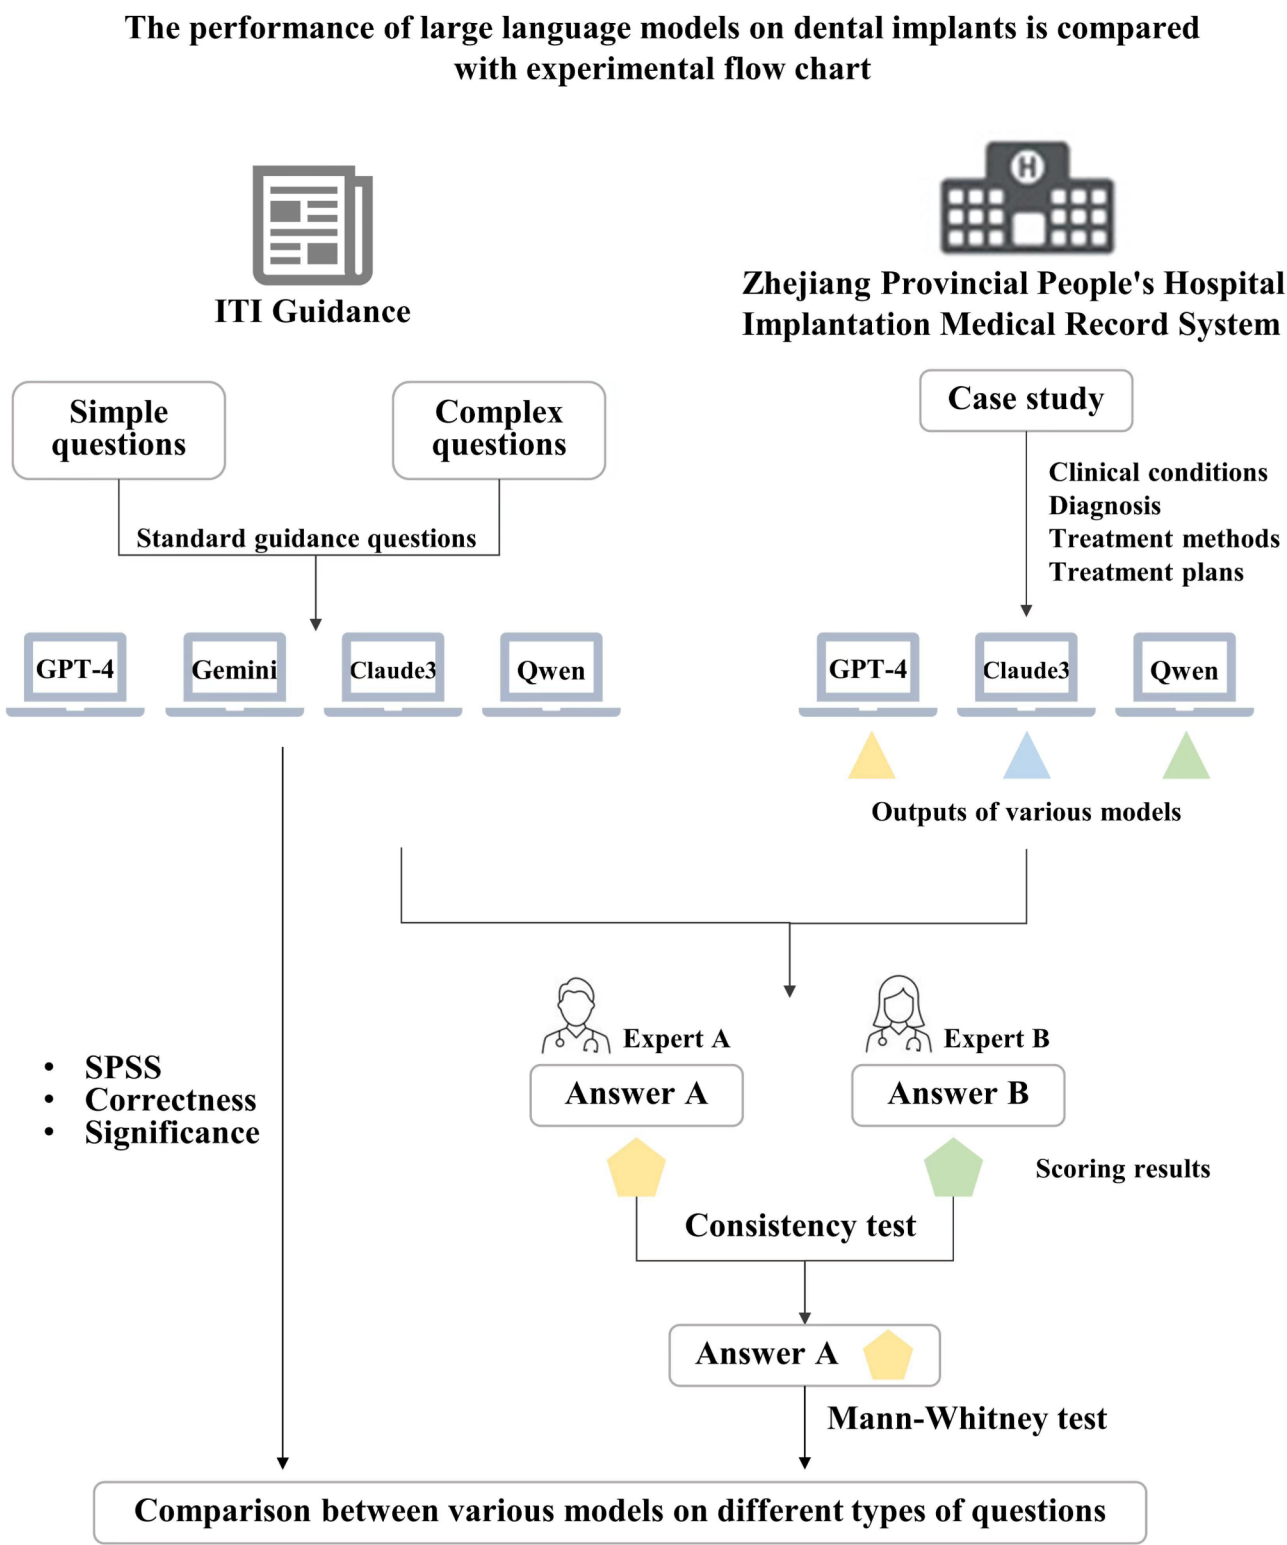 The performance of large language models on dental implants is compared
with experimental flow chart
H
ITI Guidance
Zhejiang Provincial People's Hospital
Implantation Medical Record System
Simple
questions
Complex
questions
Standard guidance questions
Case study
Clinical conditions
Diagnosis
Treatment methods
Treatment plans
GPT-4
Gemini
Claude3
Qwen
GPT-4
Claude3
Qwen
Outputs of various models
• SPSS
• Correctness
• Significance
Expert A
Expert B
Answer A
Answer B
Scoring results
Consistency test
Answer A
Mann-Whitney test
Comparison between various models on different types of questions